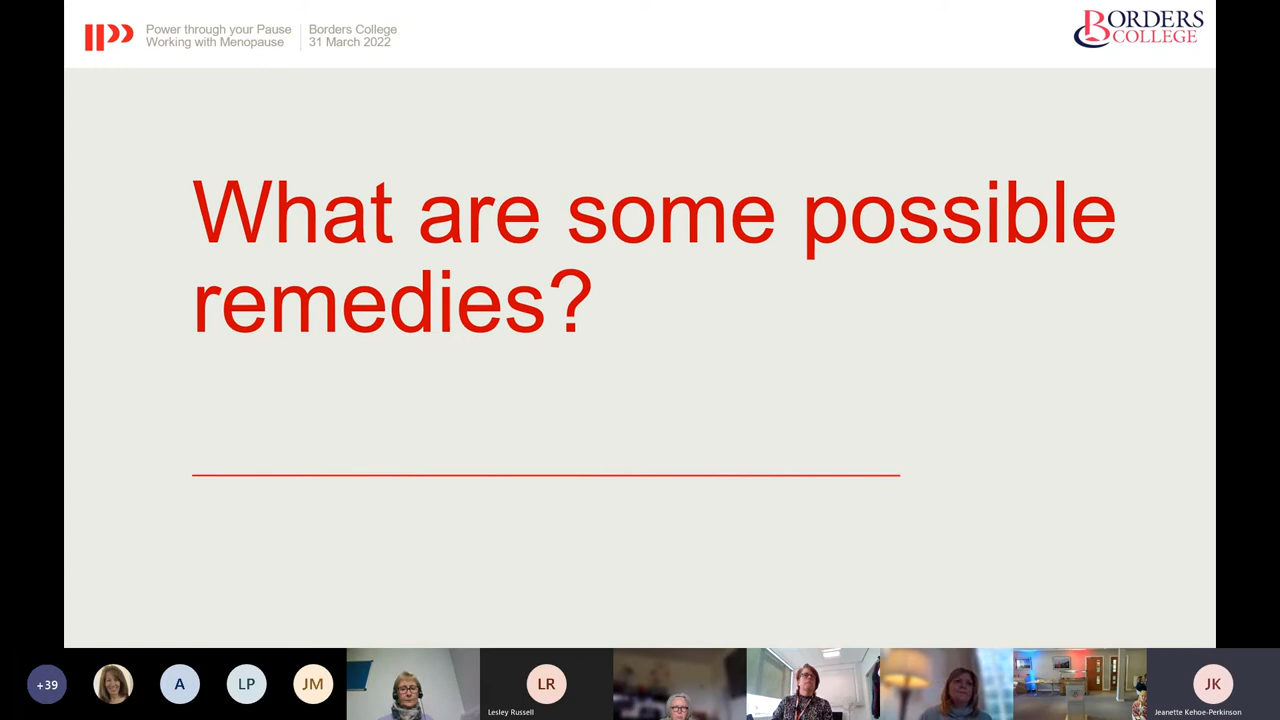 Power through your Pause
Working with Menopause
Borders College
31 March 2022
BORDERS
COLLEGE
What are some possible
remedies?
+39
A
LP
JM
LR
Lesley Russell
JK
Jeanette Kehoe-Perkinson